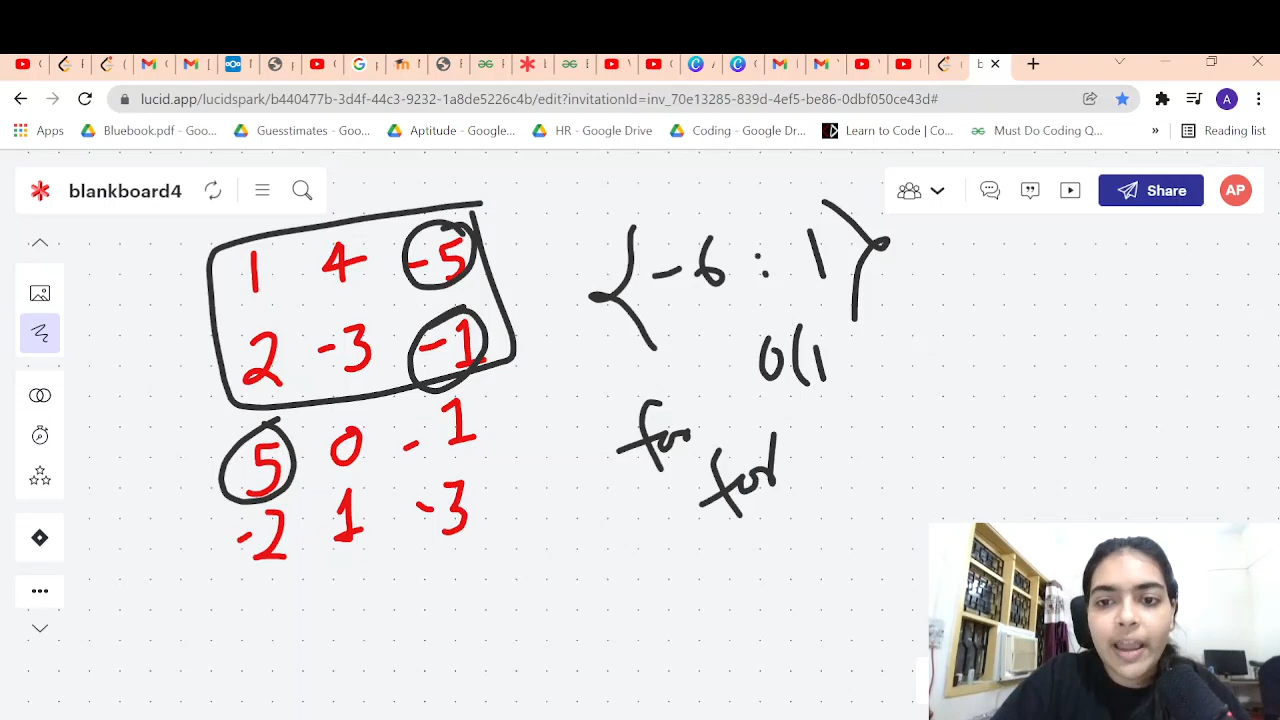 lucid.app/lucidspark/b440477b-3d4f-44c3-9232-1a8de5226c4b/edit?invitationId=inv_70e13285-839d-4ef5-be86-0dbf050ce43d#
A
Apps
Bluebook.pdf - Goo...
Guesstimates - Goo...
Aptitude - Google...
HR - Google Drive
Coding - Google Dr...
Learn to Code | Co...
Must Do Coding Q...
»
Reading list
blankboard4
Share
AP
1 4 -5
2 -3 -1
5 0 -1
-2 1 -3
{ -6 : 1 }
O(1
for
for